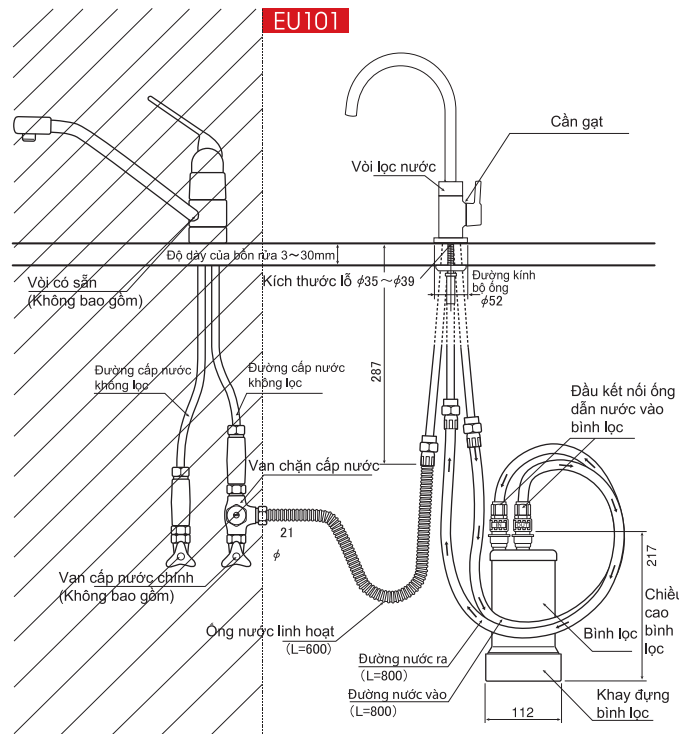 EU101
Cần gạt
Vòi lọc nước
Độ dày của bồn rửa 3～30mm
Vòi có sẵn
(Không bao gồm)
Kích thước lỗ φ35～φ39
Đường kính
bộ ống
φ52
287
Đường cấp nước
không lọc
Đường cấp nước
không lọc
Đầu kết nối ống
dẫn nước vào
bình lọc
Van chặn cấp nước
21
φ
217
Van cấp nước chính
(Không bao gồm)
Chiều
cao
bình
lọc
Ống nước linh hoạt
(L=600)
Bình lọc
Đường nước ra
(L=800)
Đường nước vào
(L=800)
Khay đựng
bình lọc
112